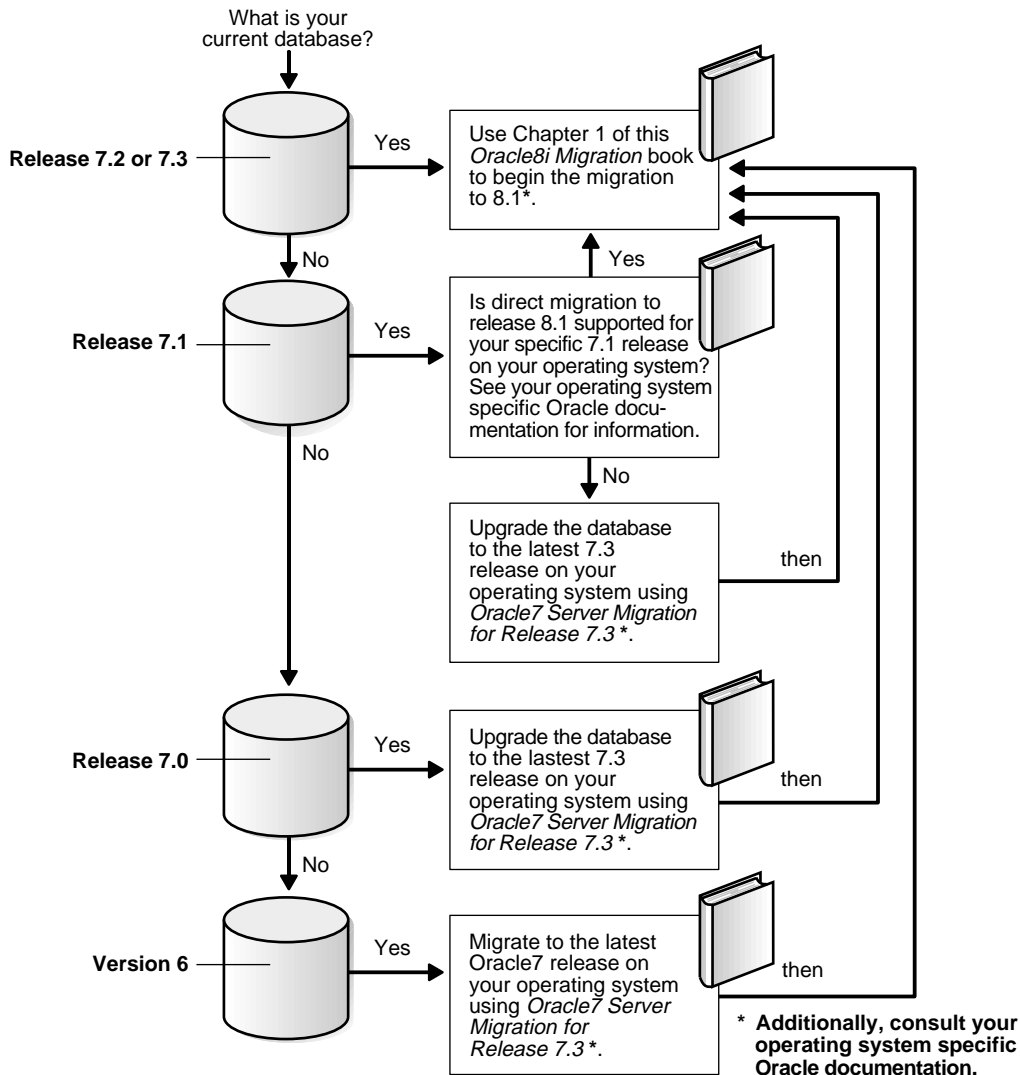 What is your
current database?
Release 7.2 or 7.3
Yes
Use Chapter 1 of this
Oracle8i Migration book
to begin the migration
to 8.1*.
No
Yes
Release 7.1
Yes
Is direct migration to
release 8.1 supported for
your specific 7.1 release
on your operating system?
See your operating system
specific Oracle docu-
mentation for information.
No
No
Upgrade the database
to the latest 7.3
release on your
operating system using
Oracle7 Server Migration
for Release 7.3 *.
then
Release 7.0
Yes
Upgrade the database
to the lastest 7.3
release on your
operating system using
Oracle7 Server Migration
for Release 7.3 *.
then
No
Version 6
Yes
Migrate to the latest
Oracle7 release on
your operating system
using Oracle7 Server
Migration for
Release 7.3 *.
then
* Additionally, consult your
operating system specific
Oracle documentation.